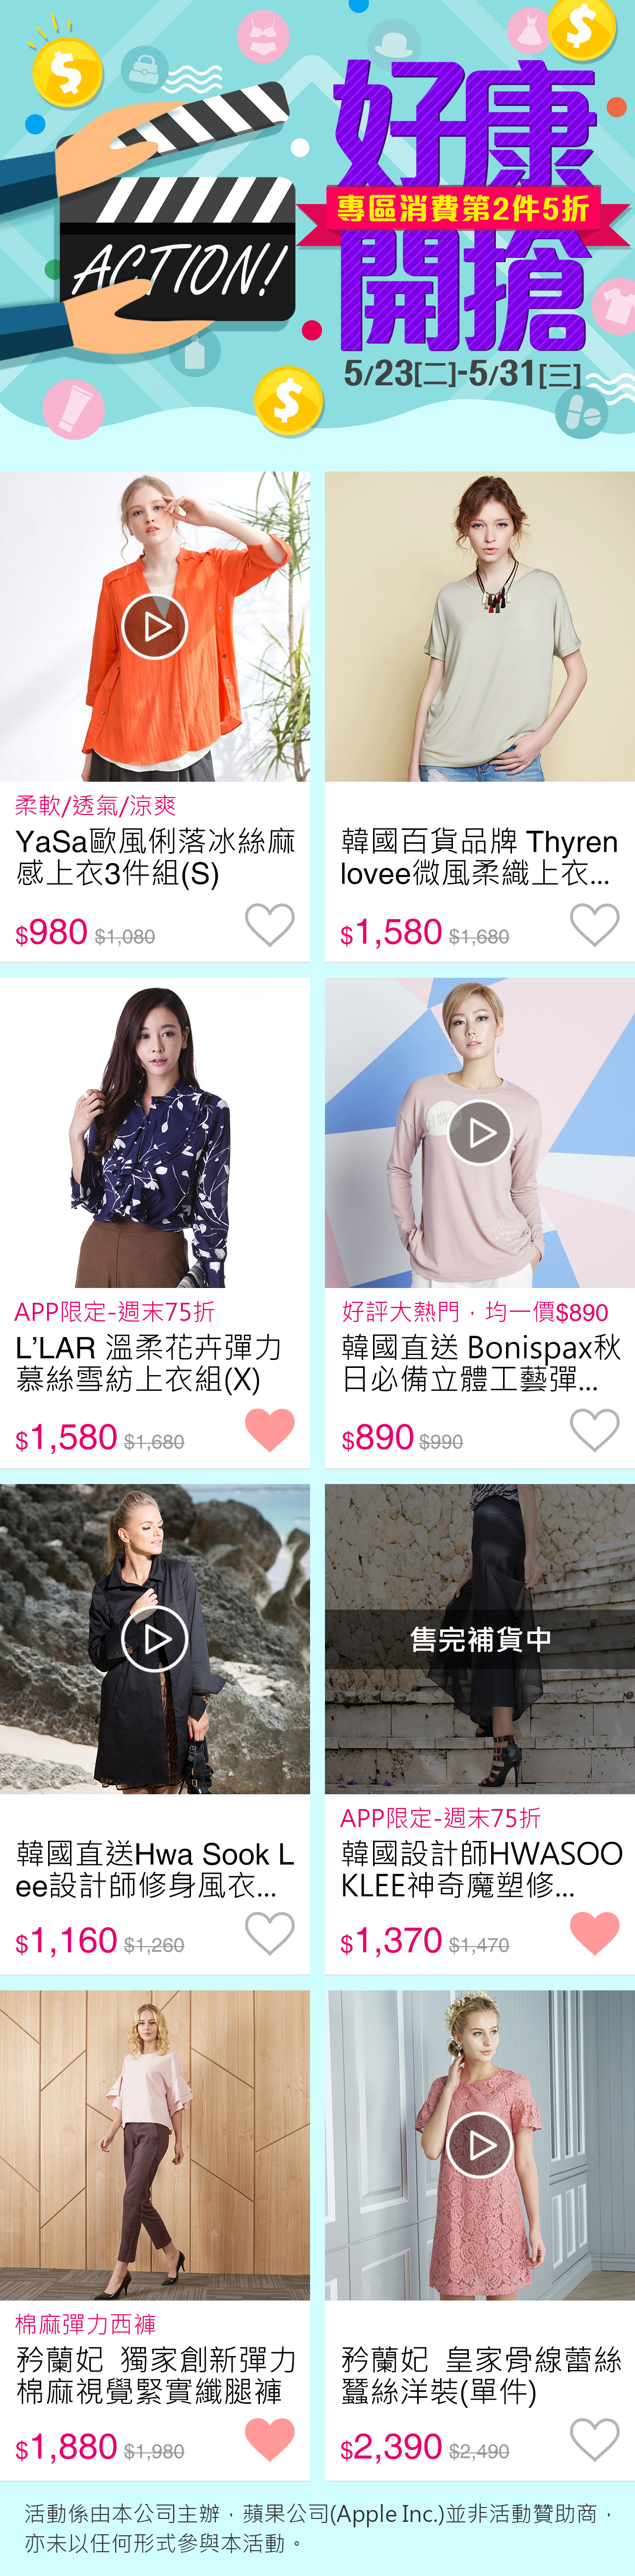 好康
專區消費第2件5折
開搶
ACTION!
5/23[二]-5/31[三]
柔軟/透氣/涼爽
YaSa歐風俐落冰絲麻
感上衣3件組(S)
$980 $1,080
韓國百貨品牌 Thyren
lovee微風柔織上衣...
$1,580 $1,680
APP限定-週末75折
L'LAR 溫柔花卉彈力
慕絲雪紡上衣組(X)
$1,580 $1,680
好評大熱門，均一價$890
韓國直送 Bonispax秋
日必備立體工藝彈...
$890 $990
韓國直送Hwa Sook L
ee設計師修身風衣...
$1,160 $1,260
售完補貨中
APP限定-週末75折
韓國設計師HWASOO
KLEE神奇魔塑修...
$1,370 $1,470
棉麻彈力西褲
矜蘭妃 獨家創新彈力
棉麻視覺緊實纖腿褲
$1,880 $1,980
矜蘭妃 皇家骨線蕾絲
蠶絲洋裝(單件)
$2,390 $2,490
活動係由本公司主辦，蘋果公司(Apple Inc.)並非活動贊助商，
亦未以任何形式參與本活動。